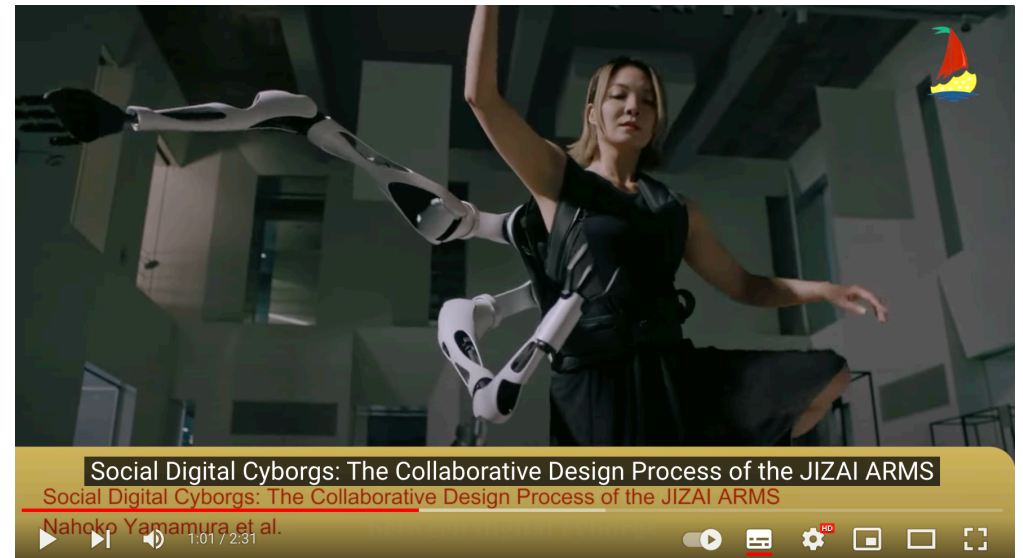 Social Digital Cyborgs: The Collaborative Design Process of the JIZAI ARMS
Social Digital Cyborgs: The Collaborative Design Process of the JIZAI ARMS
Nahoko Yamamura et al.
1:01 / 2:31
HD